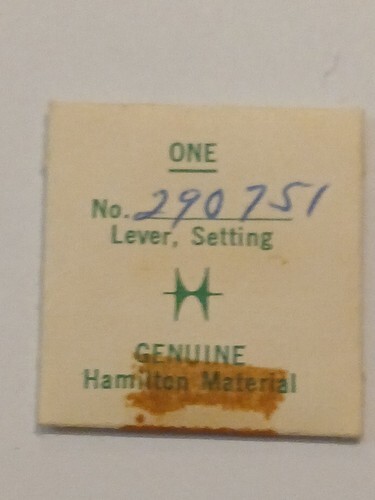 ONE
No. 290751
Lever, Setting
GENUINE
Hamilton Material